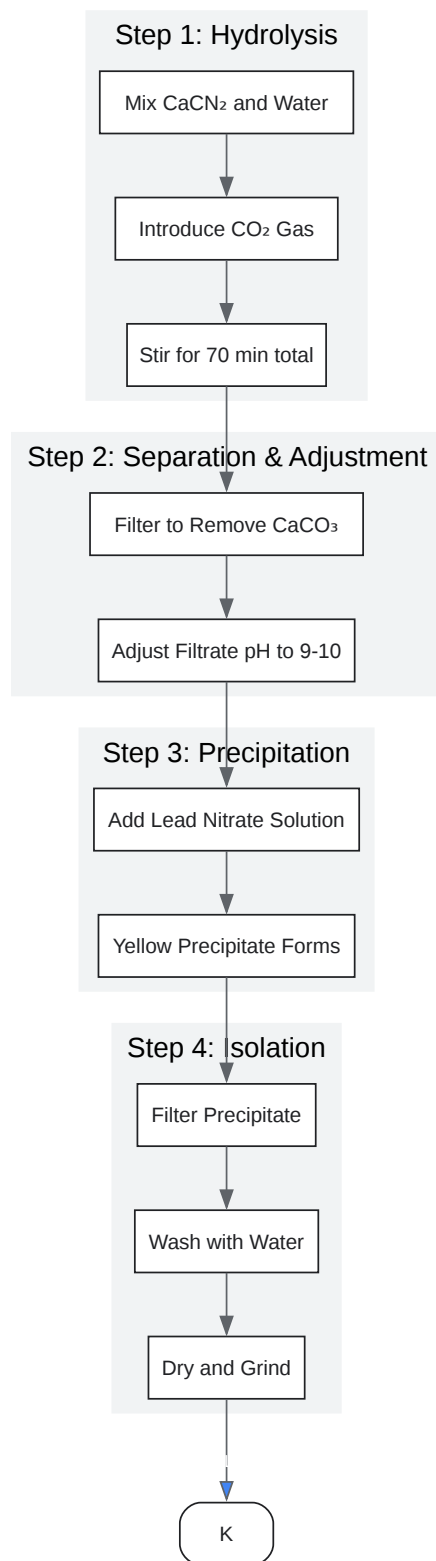 Step 1: Hydrolysis
Mix CaCN₂ and Water
Introduce CO₂ Gas
Stir for 70 min total
Step 2: Separation & Adjustment
Filter to Remove CaCO₃
Adjust Filtrate pH to 9-10
Step 3: Precipitation
Add Lead Nitrate Solution
Yellow Precipitate Forms
Step 4: Isolation
Filter Precipitate
Wash with Water
Dry and Grind
K